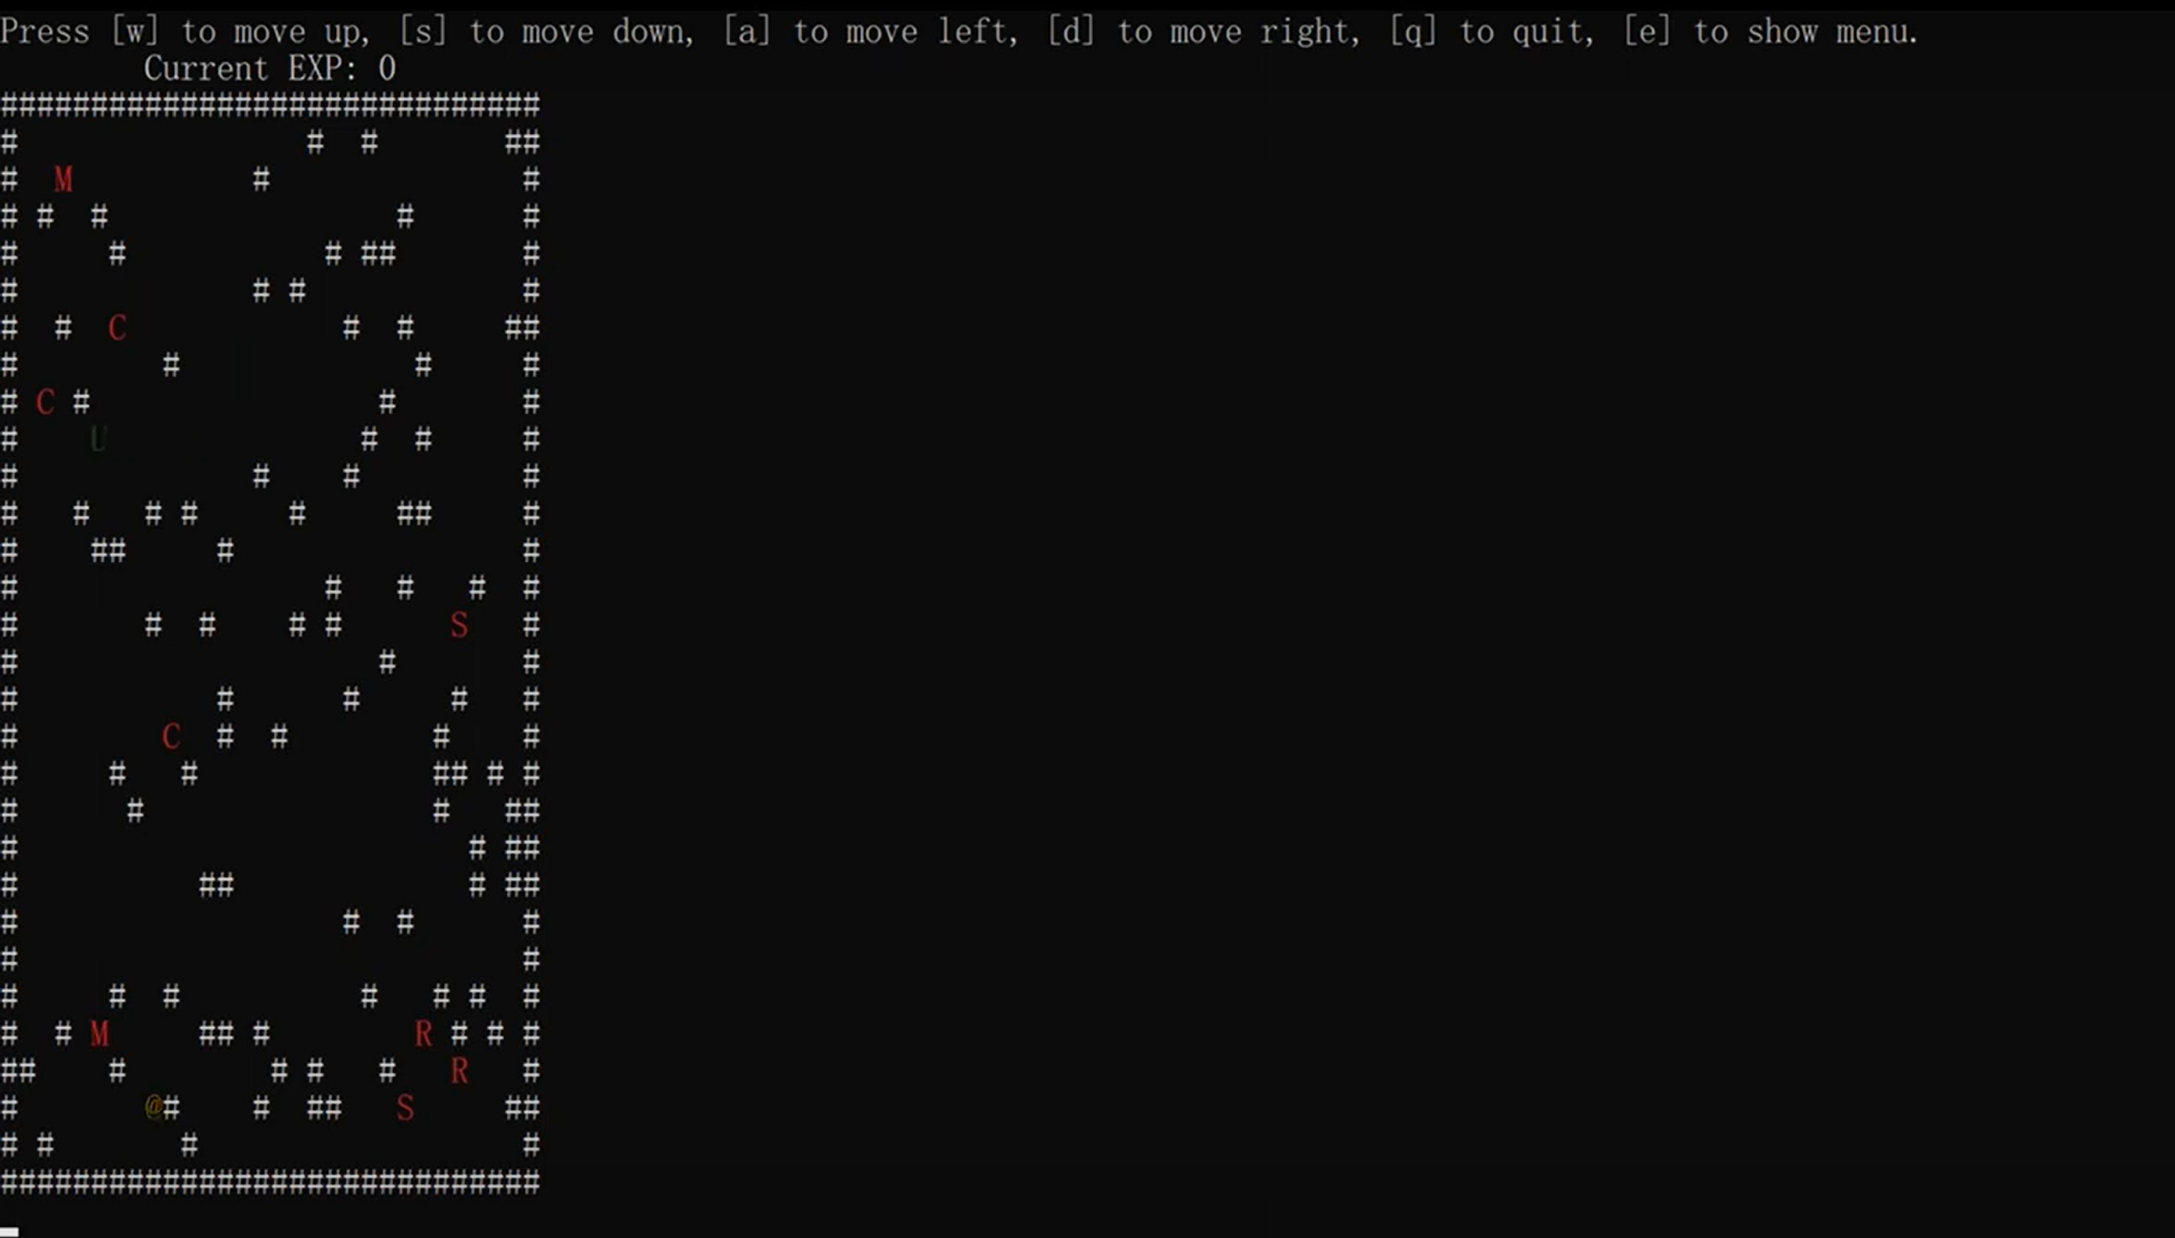 Press [w] to move up, [s] to move down, [a] to move left, [d] to move right, [q] to quit, [e] to show menu.
        Current EXP: 0
##############################
#                #  #       ##
#  M          #              #
# #  #                #      #
#     #           # ##       #
#             # #            #
#  #  C            #  #     ##
#        #             #     #
# C #                #       #
#    U              #  #     #
#             #    #         #
#   #   # #     #     ##     #
#    ##     #                #
#                 #   #   #  #
#       #  #    # #      S   #
#                    #       #
#           #      #     #   #
#        C  #  #        #    #
#     #   #             ## # #
#      #                #   ##
#                         # ##
#          ##             # ##
#                  #  #      #
#                            #
#     #  #          #   # #  #
#  # M     ## #        R # # #
##    #        # #   #   R   #
#       @#    #  ##   S     ##
# #       #                  #
##############################